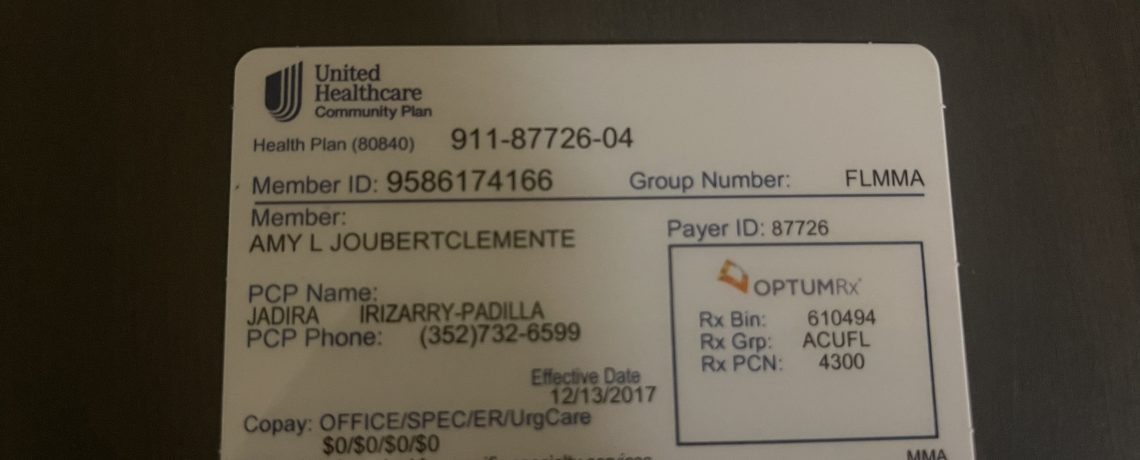 United
Healthcare
Community Plan
Health Plan (80840) 911-87726-04
Member ID: 9586174166 Group Number: FLMMA
Member:
AMY L JOUBERTCLEMENTE
Payer ID: 87726
OPTUMRx
PCP Name:
JADIRA IRIZARRY-PADILLA
PCP Phone: (352)732-6599
Rx Bin: 610494
Rx Grp: ACUFL
Rx PCN: 4300
Effective Date
12/13/2017
Copay: OFFICE/SPEC/ER/UrgCare
$0/$0/$0/$0
MMA